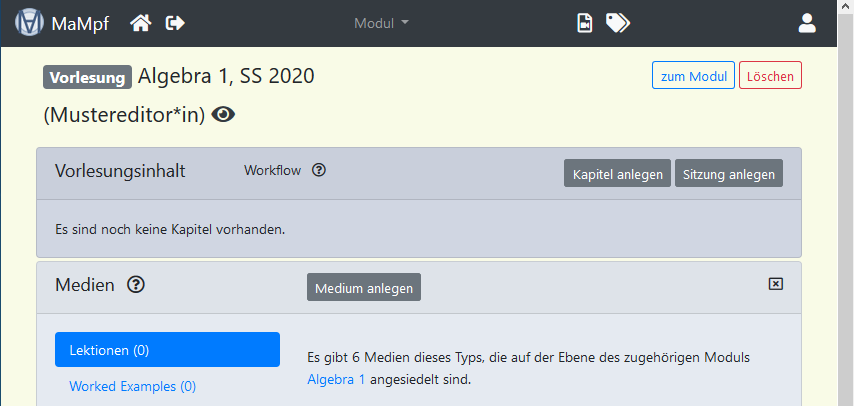 MaMpf Modul
Vorlesung Algebra 1, SS 2020 zum Modul Löschen
(Mustereditor*in)
Vorlesungsinhalt Workflow Kapitel anlegen Sitzung anlegen
Es sind noch keine Kapitel vorhanden.
Medien Medium anlegen
Lektionen (0)
Es gibt 6 Medien dieses Typs, die auf der Ebene des zugehörigen Moduls
Algebra 1 angesiedelt sind.
Worked Examples (0)